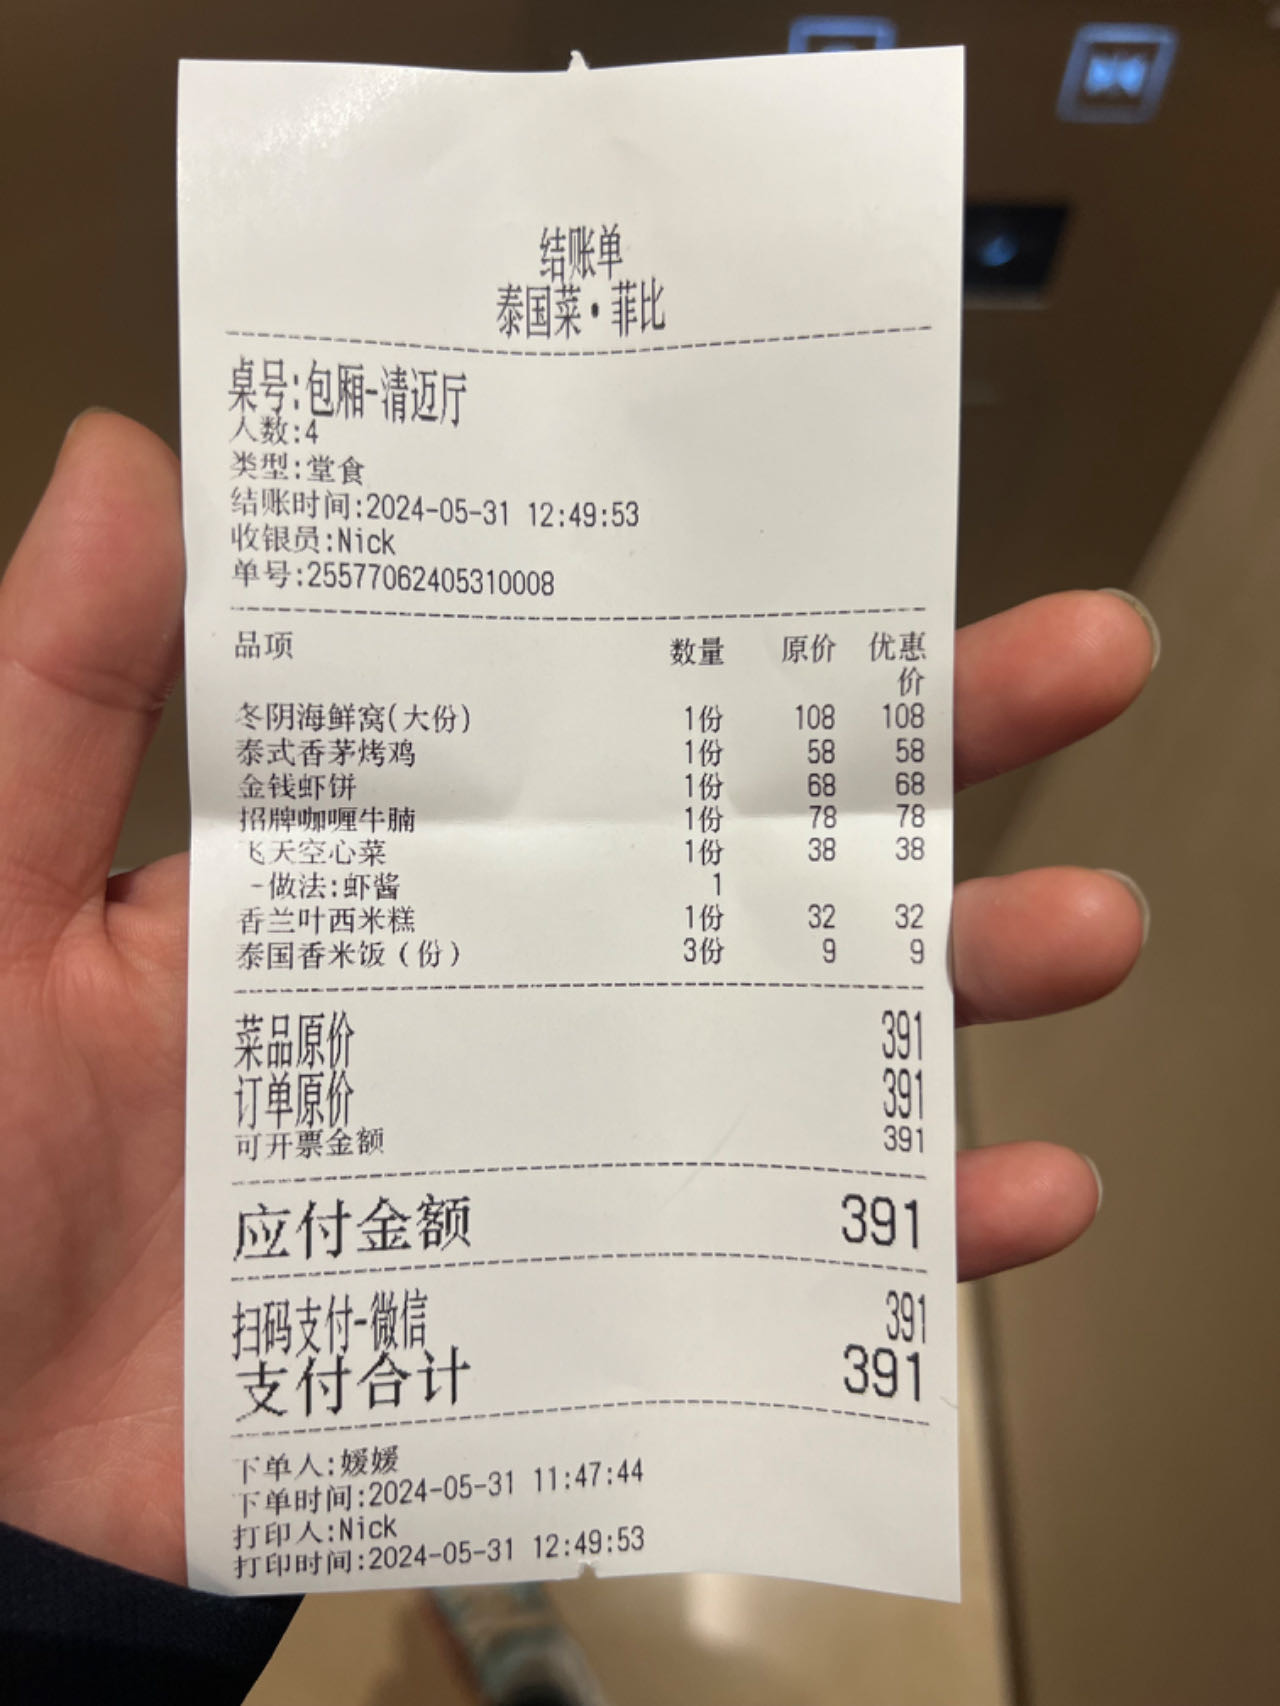 结账单
泰国菜·菲比
桌号:包厢-清迈厅
人数:4
类型:堂食
结账时间:2024-05-31 12:49:53
收银员:Nick
单号:25577062405310008
品项 数量 原价 优惠价
冬阴海鲜窝(大份) 1份 108 108
泰式香茅烤鸡 1份 58 58
金钱虾饼 1份 68 68
招牌咖喱牛腩 1份 78 78
飞天空心菜 1份 38 38
-做法:虾酱 1
香兰叶西米糕 1份 32 32
泰国香米饭(份) 3份 9 9
菜品原价 391
订单原价 391
可开票金额 391
应付金额 391
扫码支付-微信 391
支付合计 391
下单人:媛媛
下单时间:2024-05-31 11:47:44
打印人:Nick
打印时间:2024-05-31 12:49:53